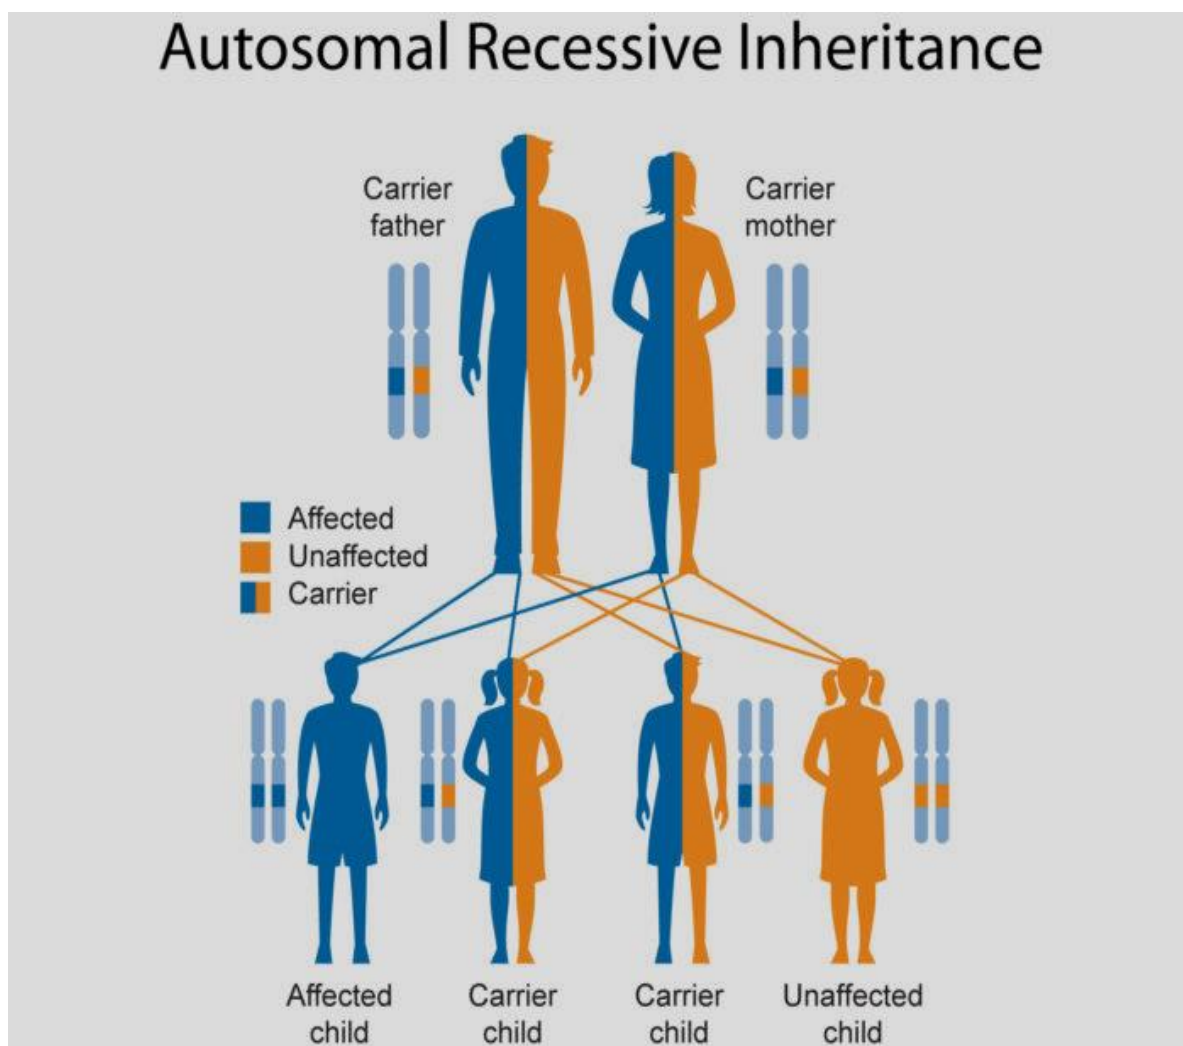 Autosomal Recessive Inheritance
Carrier
father
Carrier
mother
Affected
Unaffected
Carrier
Affected
child
Carrier
child
Carrier
child
Unaffected
child